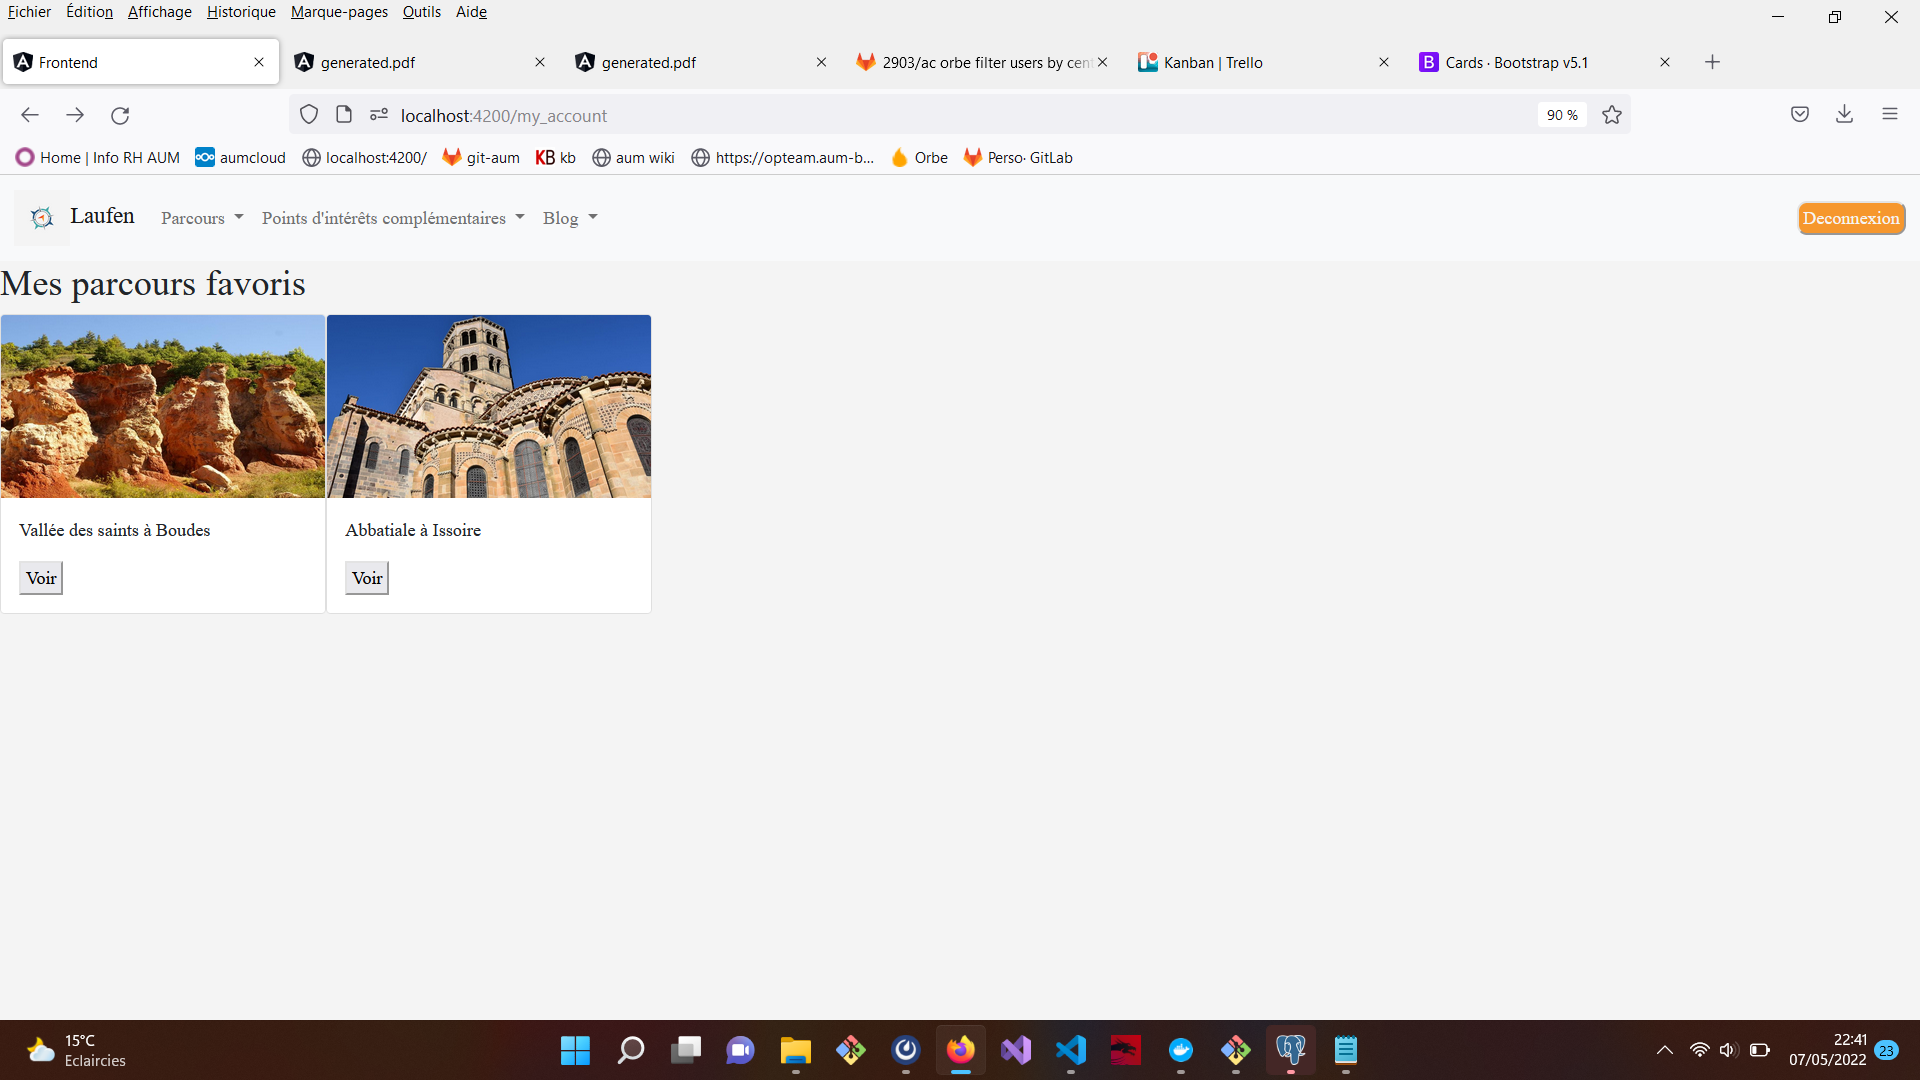 Fichier Édition Affichage Historique Marque-pages Outils Aide
Frontend
generated.pdf
generated.pdf
2903/ac orbe filter users by cent
Kanban | Trello
Cards · Bootstrap v5.1
localhost:4200/my_account
90 %
Home | Info RH AUM
aumcloud
localhost:4200/
git-aum
KB kb
aum wiki
https://opteam.aum-b...
Orbe
Perso· GitLab
Laufen
Parcours
Points d'intérêts complémentaires
Blog
Deconnexion
Mes parcours favoris
Vallée des saints à Boudes
Voir
Abbatiale à Issoire
Voir
15°C
Eclaircies
22:41
07/05/2022
23